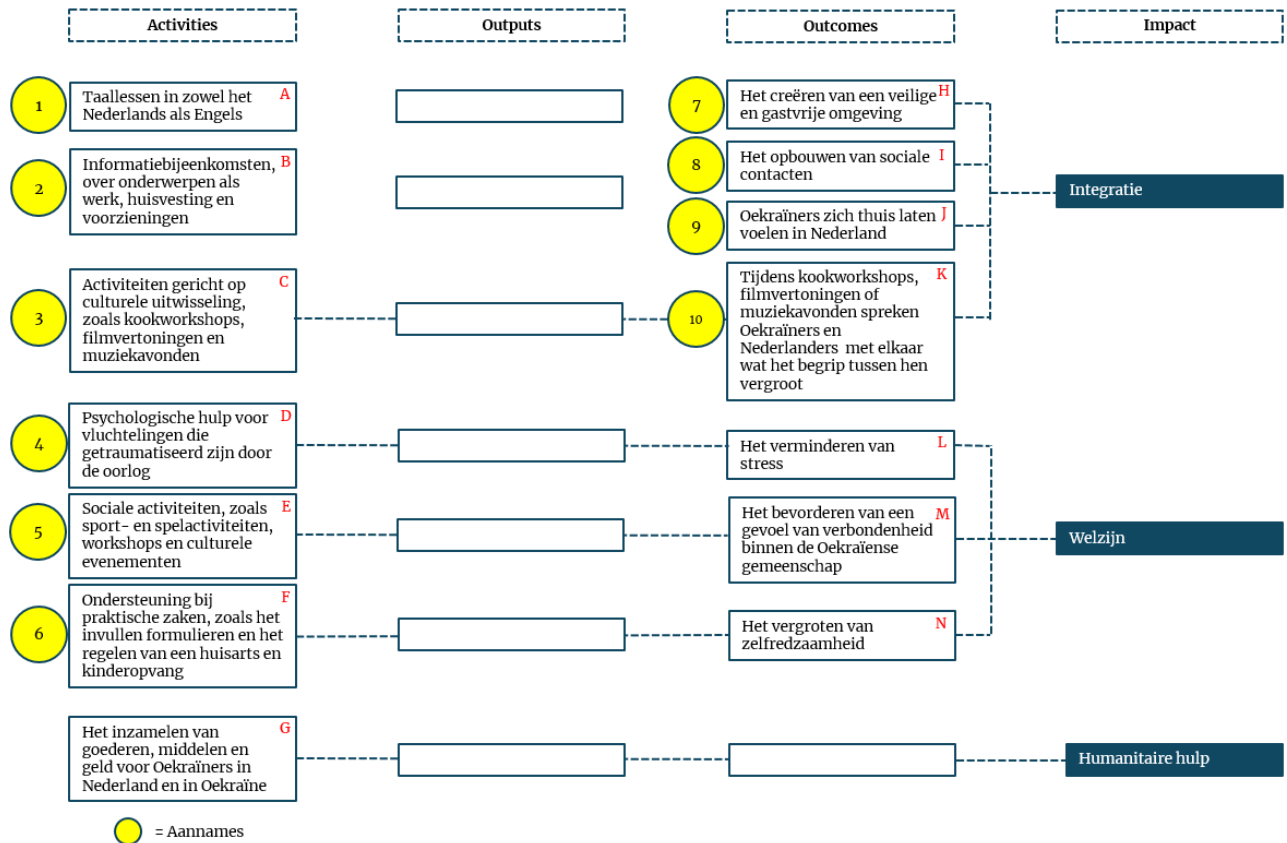 Activities
Outputs
Outcomes
Impact
1
Taallessen in zowel het
Nederlands als Engels
A
7
Het creëren van een veilige
en gastvrije omgeving
H
2
Informatiebijeenkomsten,
over onderwerpen als
werk, huisvesting en
voorzieningen
B
8
Het opbouwen van sociale
contacten
I
Integratie
9
Oekraïners zich thuis laten
voelen in Nederland
J
3
Activiteiten gericht op
culturele uitwisseling,
zoals kookworkshops,
filmvertoningen en
muziekavonden
C
10
Tijdens kookworkshops,
filmvertoningen of
muziekavonden spreken
Oekraïners en
Nederlanders met elkaar
wat het begrip tussen hen
vergroot
K
4
Psychologische hulp voor
vluchtelingen die
getraumatiseerd zijn door
de oorlog
D
Het verminderen van
stress
L
5
Sociale activiteiten, zoals
sport- en spelactiviteiten,
workshops en culturele
evenementen
E
Het bevorderen van een
gevoel van verbondenheid
binnen de Oekraïense
gemeenschap
M
Welzijn
6
Ondersteuning bij
praktische zaken, zoals het
invullen formulieren en het
regelen van een huisarts en
kinderopvang
F
Het vergroten van
zelfredzaamheid
N
Het inzamelen van
goederen, middelen en
geld voor Oekraïners in
Nederland en in Oekraïne
G
Humanitaire hulp
= Aannames